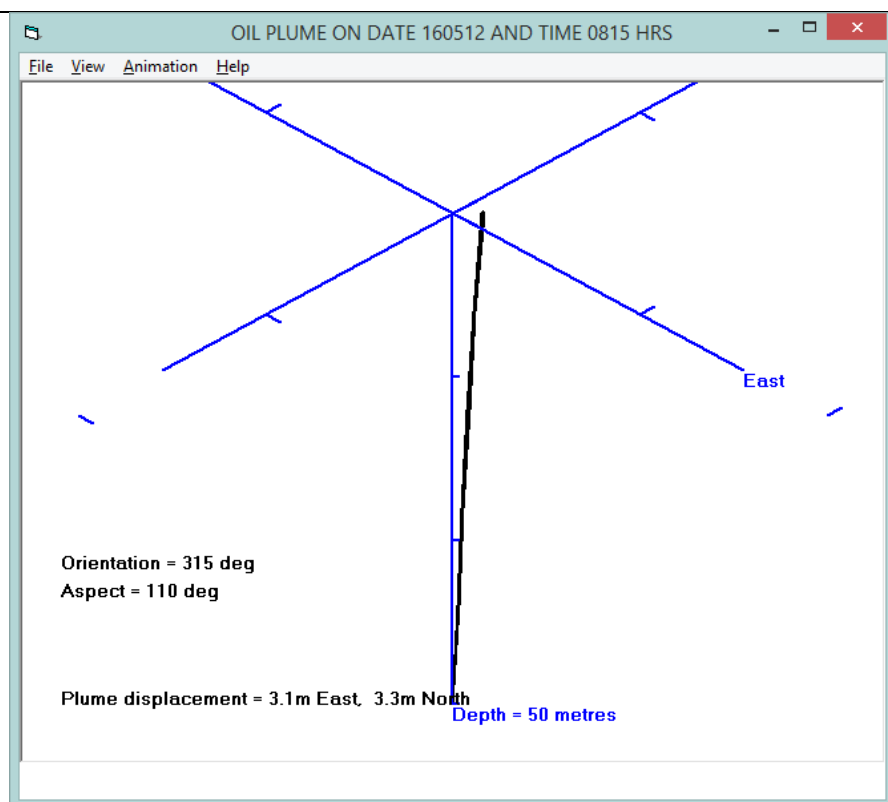 OIL PLUME ON DATE 160512 AND TIME 0815 HRS
File View Animation Help
East
Orientation = 315 deg
Aspect = 110 deg
Plume displacement = 3.1m East, 3.3m North
Depth = 50 metres